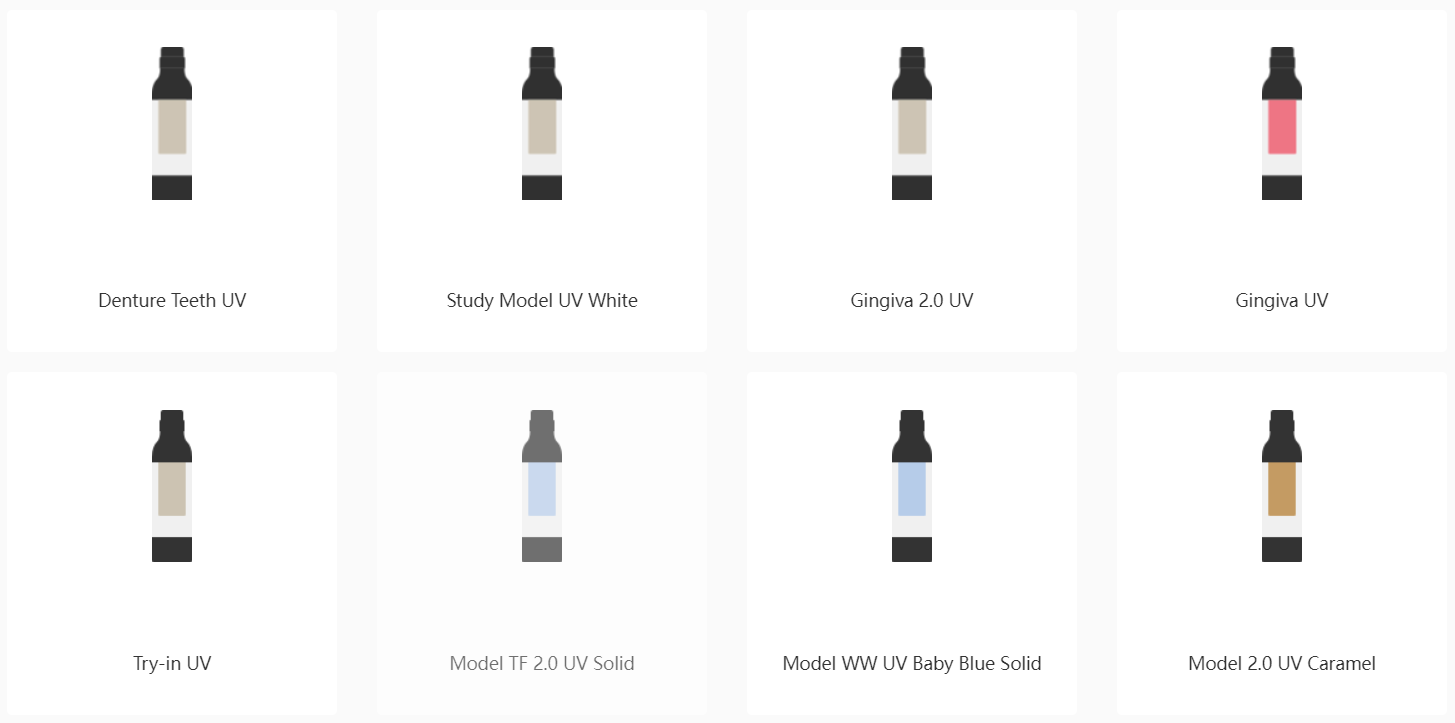 Denture Teeth UV
Study Model UV White
Gingiva 2.0 UV
Gingiva UV
Try-in UV
Model TF 2.0 UV Solid
Model WW UV Baby Blue Solid
Model 2.0 UV Caramel